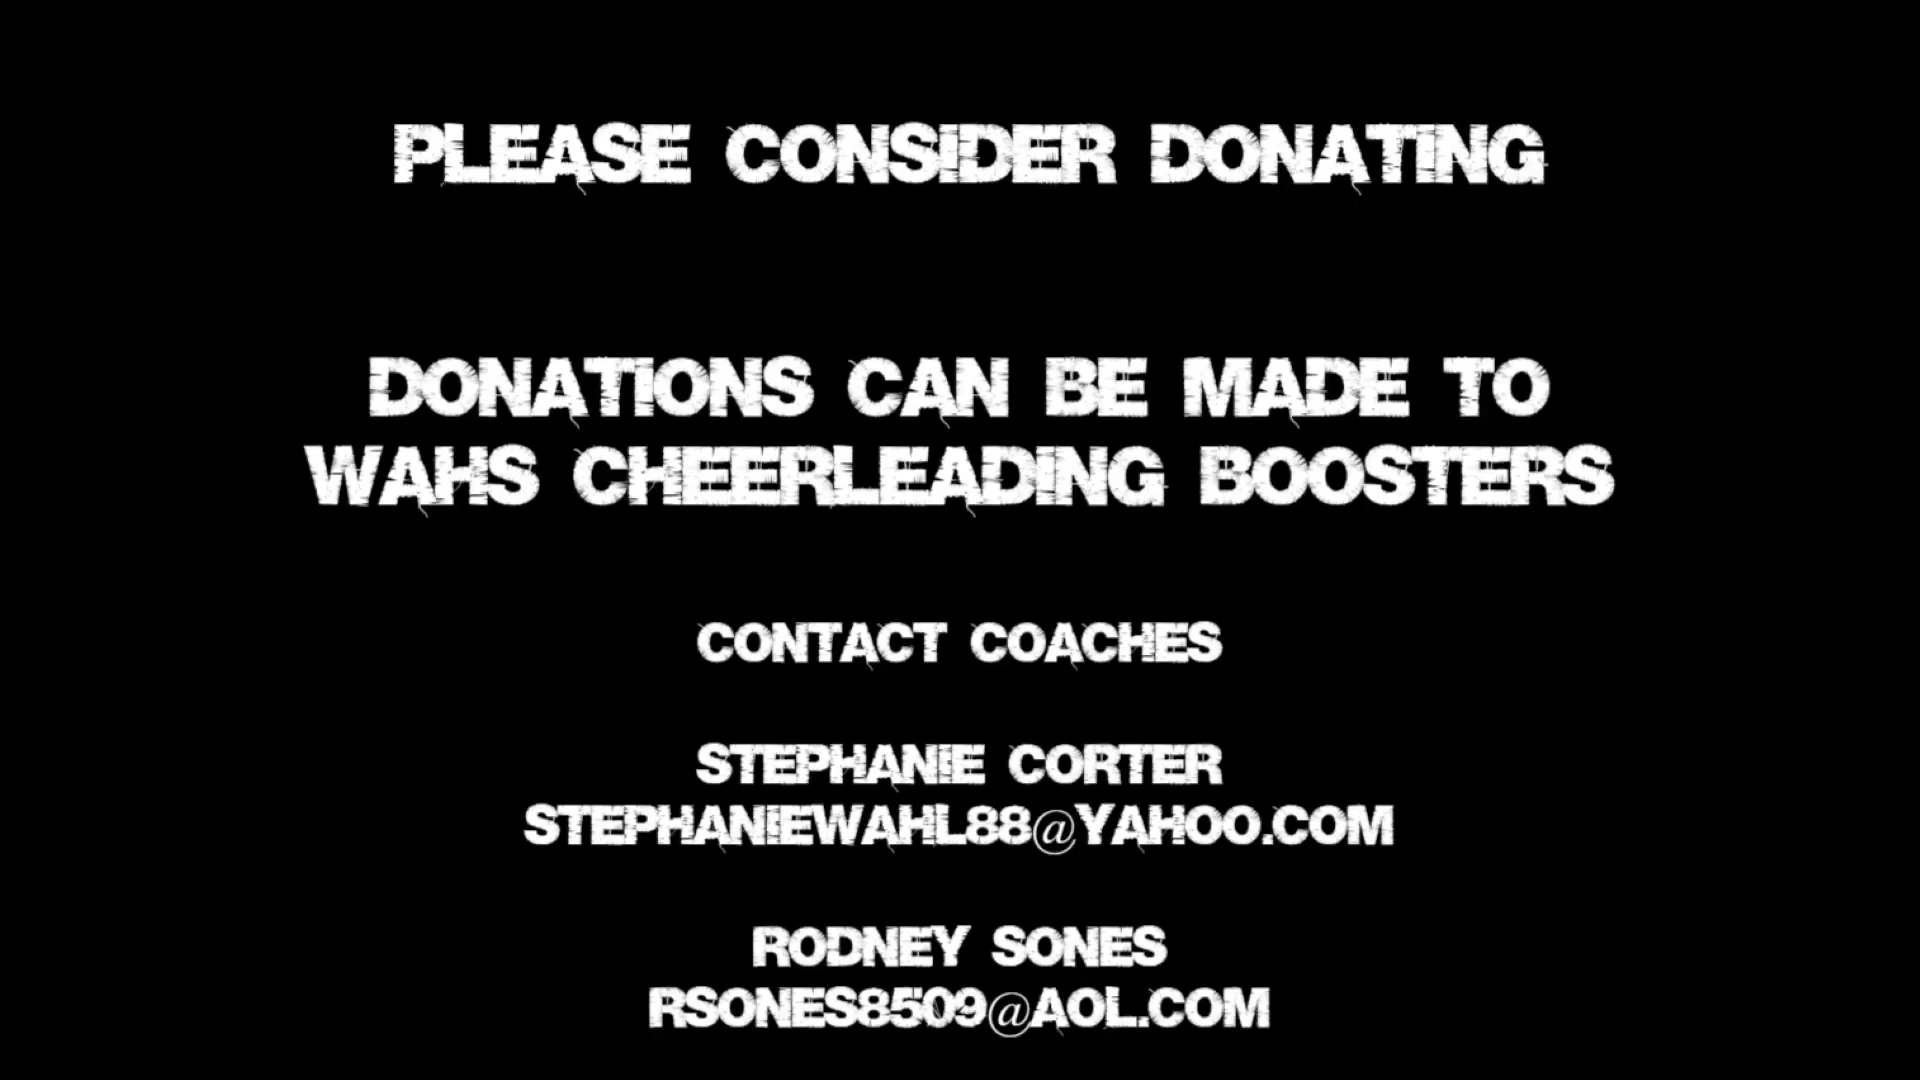 PLEASE CONSIDER DONATING
DONATIONS CAN BE MADE TO
WAHS CHEERLEADING BOOSTERS
CONTACT COACHES
STEPHANIE CORTER
STEPHANIEWAHL88@YAHOO.COM
RODNEY SONES
RSONES8509@AOL.COM